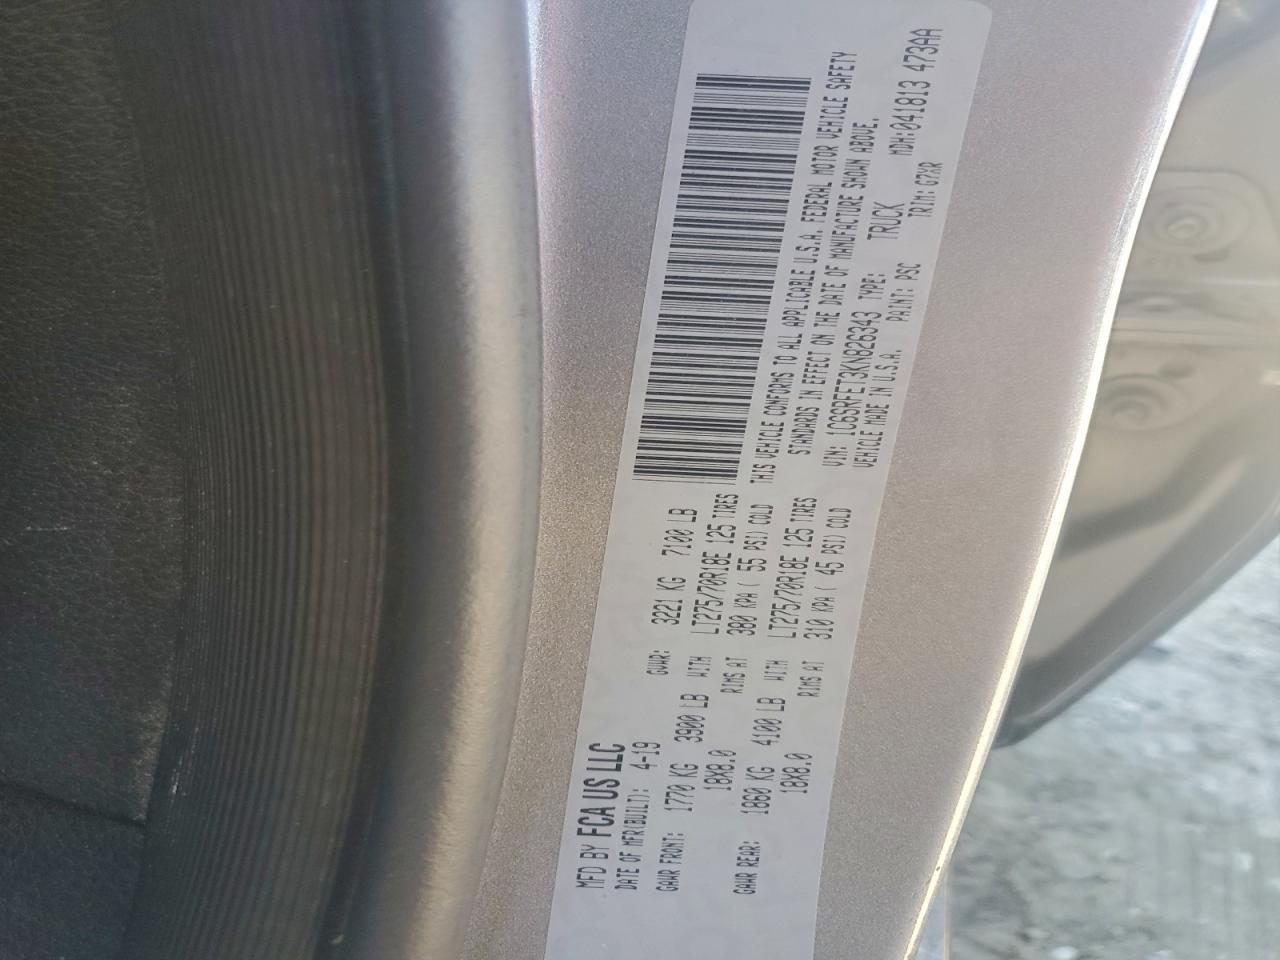 MFD BY FCA US LLC
DATE OF MFR(BUILT): 4-19 GVWR: 3221 KG 7100 LB
GAWR FRONT: 1770 KG 3900 LB WITH LT275/70R18E 125 TIRES
18X8.0 RIMS AT 380 KPA ( 55 PSI) COLD
GAWR REAR: 1860 KG 4100 LB WITH LT275/70R18E 125 TIRES
18X8.0 RIMS AT 310 KPA ( 45 PSI) COLD
THIS VEHICLE CONFORMS TO ALL APPLICABLE U.S.A. FEDERAL MOTOR VEHICLE SAFETY
STANDARDS IN EFFECT ON THE DATE OF MANUFACTURE SHOWN ABOVE.
VIN: 1C6SRFET3KN826343 TYPE: TRUCK MDH:041813 473AA
VEHICLE MADE IN U.S.A. PAINT: PSC TRIM: G7XR